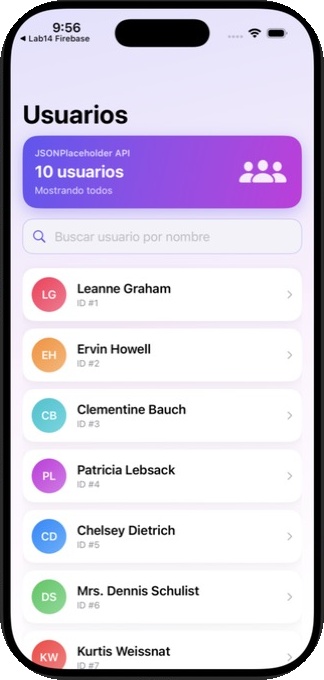 9:56
◀ Lab14 Firebase
Usuarios
JSONPlaceholder API
10 usuarios
Mostrando todos
Buscar usuario por nombre
LG
Leanne Graham
ID #1
EH
Ervin Howell
ID #2
CB
Clementine Bauch
ID #3
PL
Patricia Lebsack
ID #4
CD
Chelsey Dietrich
ID #5
DS
Mrs. Dennis Schulist
ID #6
KW
Kurtis Weissnat
ID #7